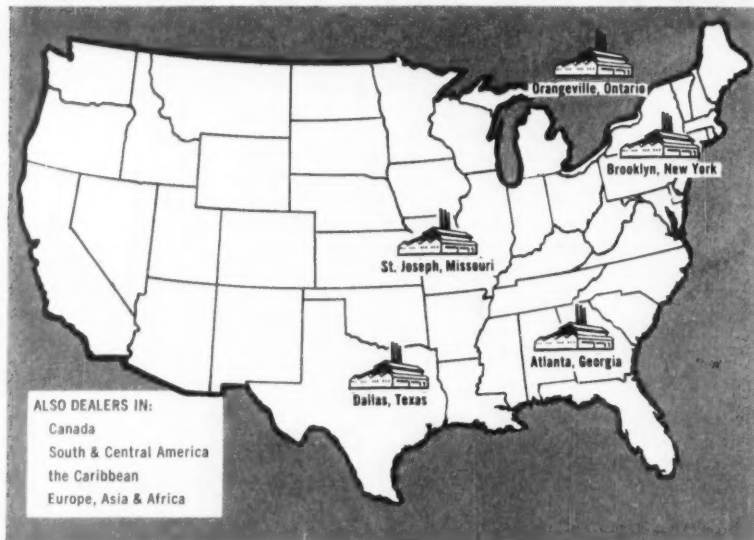 Orangeville, Ontario
Brooklyn, New York
St. Joseph, Missouri
Atlanta, Georgia
Dallas, Texas
ALSO DEALERS IN:
Canada
South & Central America
the Caribbean
Europe, Asia & Africa